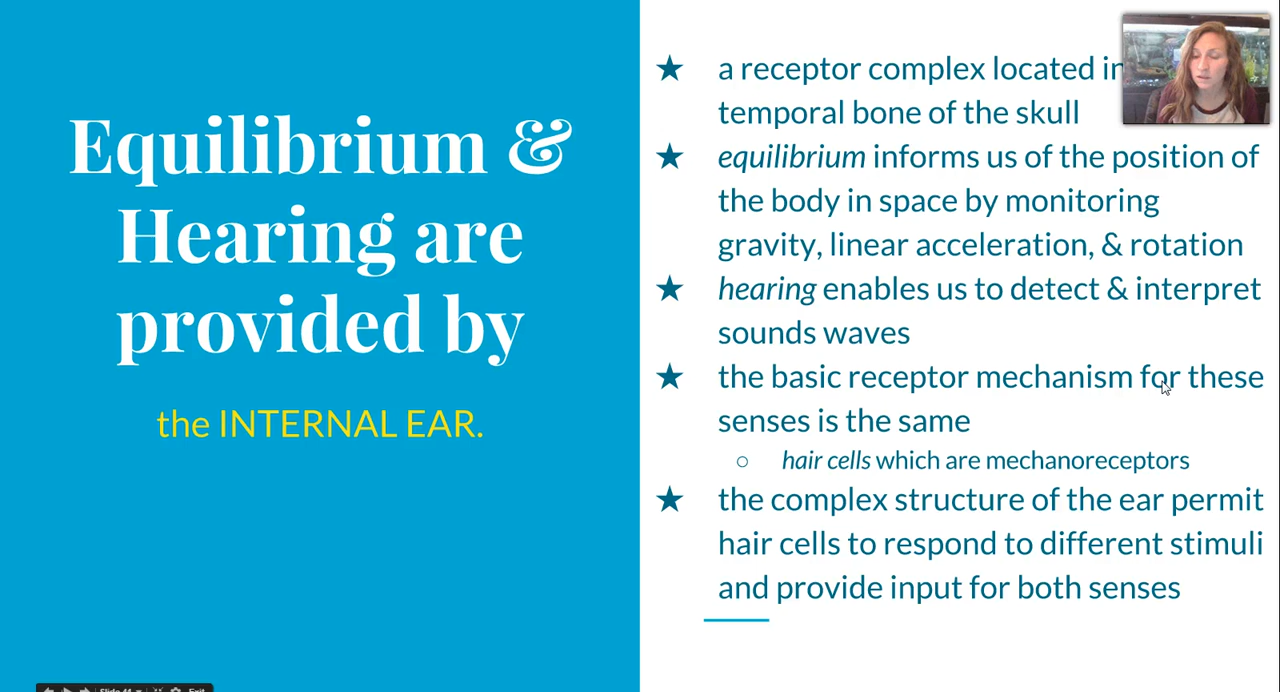 Equilibrium &
Hearing are
provided by
the INTERNAL EAR.
★ a receptor complex located in
temporal bone of the skull
★ equilibrium informs us of the position of
the body in space by monitoring
gravity, linear acceleration, & rotation
★ hearing enables us to detect & interpret
sounds waves
★ the basic receptor mechanism for these
senses is the same
○ hair cells which are mechanoreceptors
★ the complex structure of the ear permit
hair cells to respond to different stimuli
and provide input for both senses
Slide 44
Exit